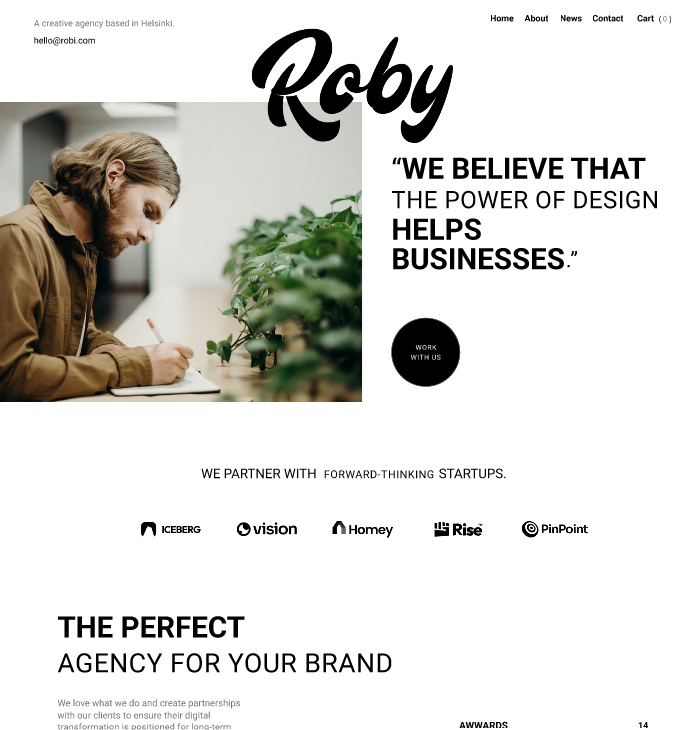 A creative agency based in Helsinki.
hello@robi.com
Home About News Contact Cart (0)
Roby
“WE BELIEVE THAT
THE POWER OF DESIGN
HELPS
BUSINESSES.”
WORK
WITH US
WE PARTNER WITH FORWARD-THINKING STARTUPS.
ICEBERG vision Homey Rise™ PinPoint
THE PERFECT
AGENCY FOR YOUR BRAND
We love what we do and create partnerships
with our clients to ensure their digital
transformation is positioned for long-term
AWWARDS 14